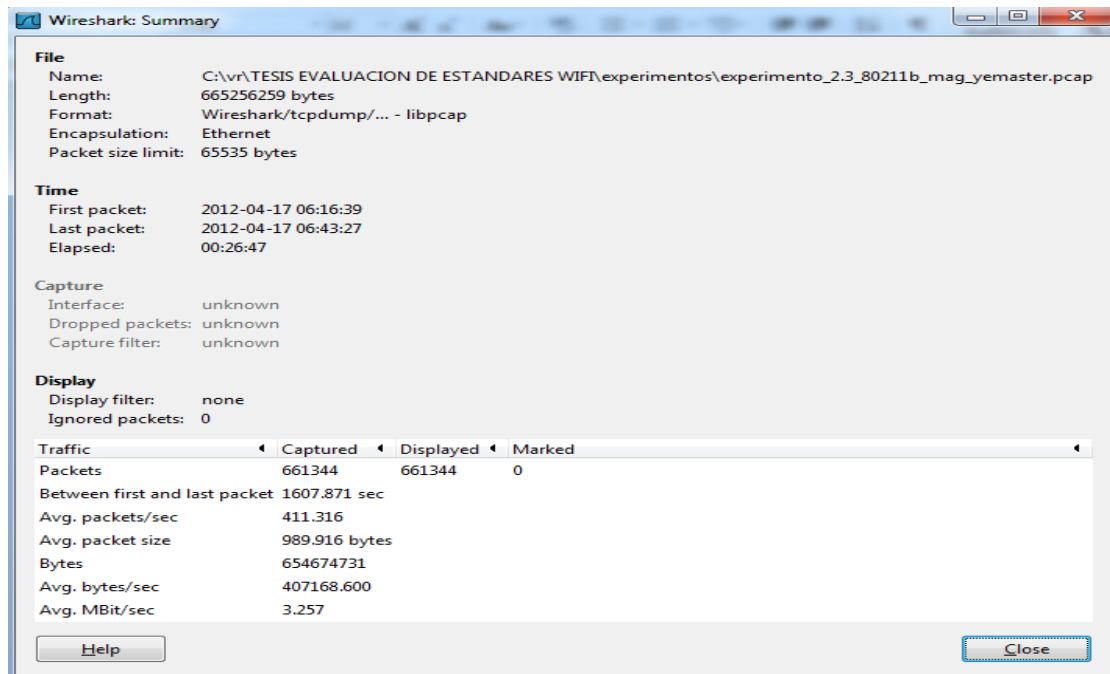 Wireshark: Summary
File
Name: C:\vr\TESIS EVALUACION DE ESTANDARES WIFI\experimentos\experimento_2.3_80211b_mag_yemaster.pcap
Length: 665256259 bytes
Format: Wireshark/tcpdump/... - libpcap
Encapsulation: Ethernet
Packet size limit: 65535 bytes
Time
First packet: 2012-04-17 06:16:39
Last packet: 2012-04-17 06:43:27
Elapsed: 00:26:47
Capture
Interface: unknown
Dropped packets: unknown
Capture filter: unknown
Display
Display filter: none
Ignored packets: 0
Traffic Captured Displayed Marked
Packets 661344 661344 0
Between first and last packet 1607.871 sec
Avg. packets/sec 411.316
Avg. packet size 989.916 bytes
Bytes 654674731
Avg. bytes/sec 407168.600
Avg. MBit/sec 3.257
Help Close